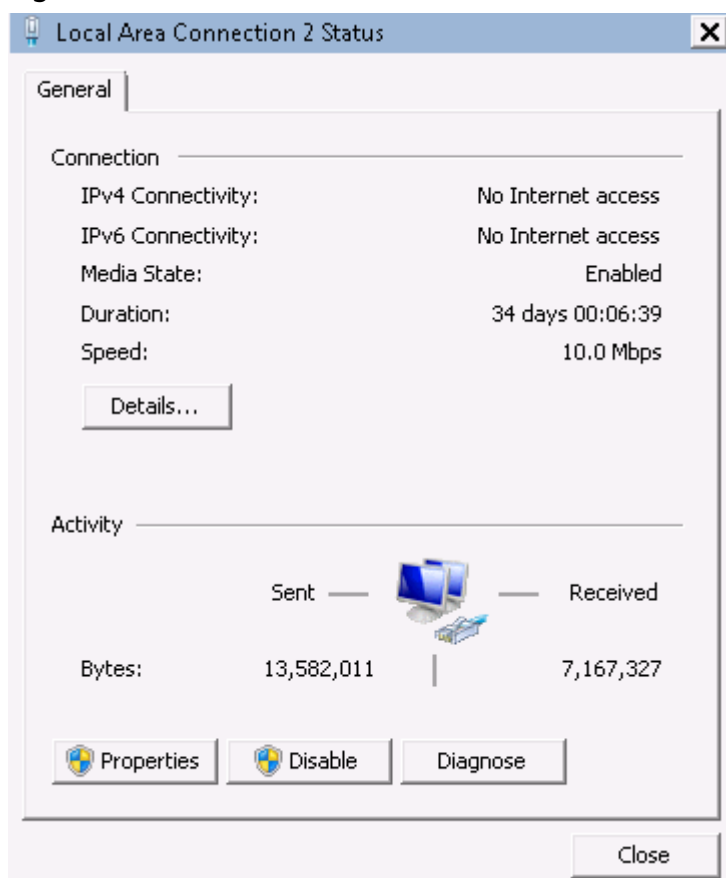 Local Area Connection 2 Status
General
Connection
IPv4 Connectivity: No Internet access
IPv6 Connectivity: No Internet access
Media State: Enabled
Duration: 34 days 00:06:39
Speed: 10.0 Mbps
Details...
Activity
Sent Received
Bytes: 13,582,011 7,167,327
Properties Disable Diagnose
Close